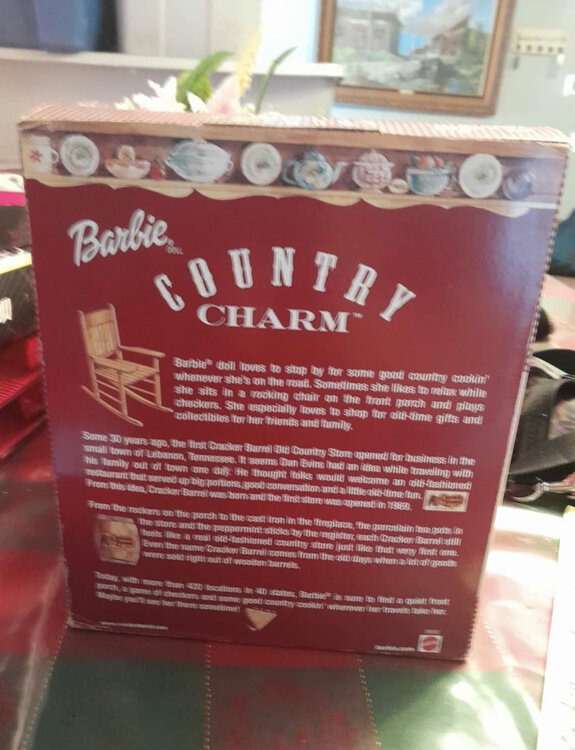 Barbie®
DOLL
COUNTRY
CHARM™
Barbie® doll loves to stop by for some good country cookin'
whenever she's on the road. Sometimes she likes to relax while
she sits in a rocking chair on the front porch and plays
checkers. She especially loves to shop for old-time gifts and
collectibles for her friends and family.
Some 30 years ago, the first Cracker Barrel Old Country Store opened for business in the
small town of Lebanon, Tennessee. It seems Dan Evins had an idea while traveling with
his family out of town one day. He thought folks would welcome an old-fashioned
restaurant that served up big portions, good conversation and a little old-time fun.
From this idea, Cracker Barrel was born and the first store was opened in 1969.
From the rockers on the porch to the cast iron in the fireplace, the porcelain tea pots in
the store and the peppermint sticks by the register, each Cracker Barrel still
feels like a real old-fashioned country store just like that very first one.
Even the name Cracker Barrel comes from the old days when a lot of goods
were sold right out of wooden barrels.
Today, with more than 420 locations in 40 states, Barbie® is sure to find a quiet front
porch, a game of checkers and some good country cookin' wherever her travels take her.
Maybe you'll see her there sometime!